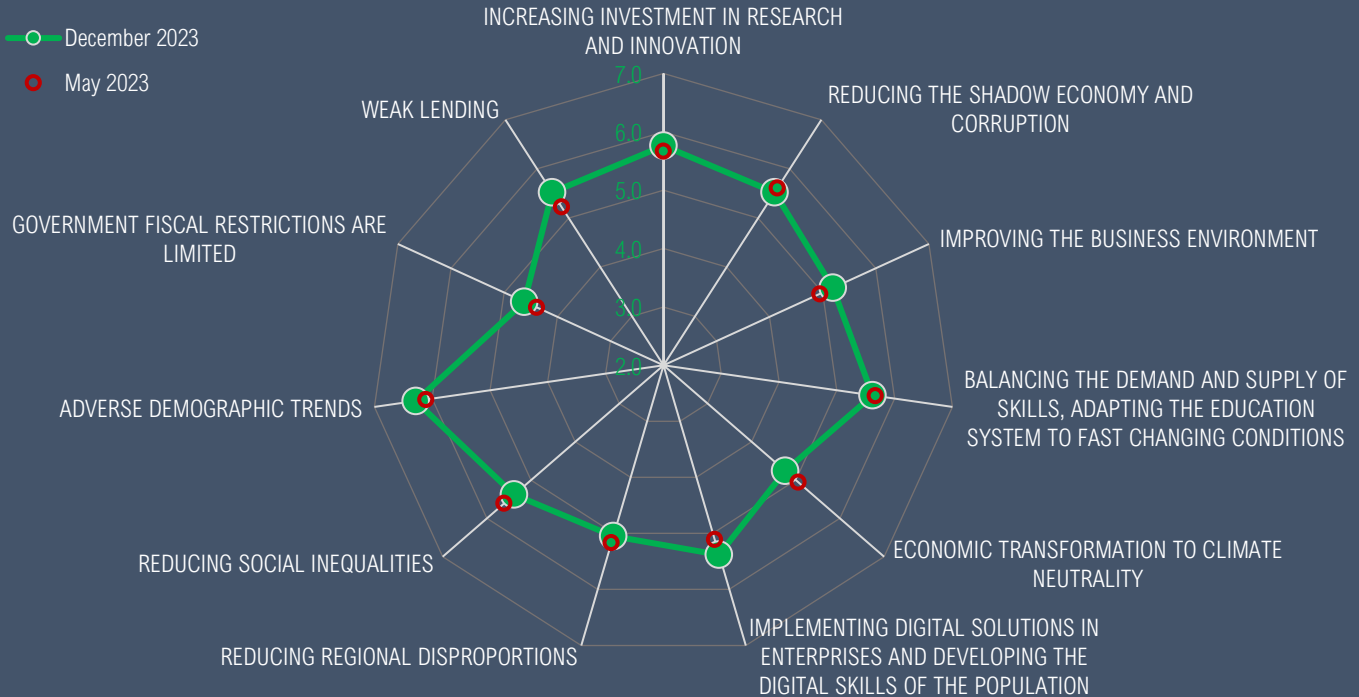 December 2023
May 2023
INCREASING INVESTMENT IN RESEARCH
AND INNOVATION
REDUCING THE SHADOW ECONOMY AND
CORRUPTION
IMPROVING THE BUSINESS ENVIRONMENT
BALANCING THE DEMAND AND SUPPLY OF
SKILLS, ADAPTING THE EDUCATION
SYSTEM TO FAST CHANGING CONDITIONS
ECONOMIC TRANSFORMATION TO CLIMATE
NEUTRALITY
IMPLEMENTING DIGITAL SOLUTIONS IN
ENTERPRISES AND DEVELOPING THE
DIGITAL SKILLS OF THE POPULATION
REDUCING REGIONAL DISPROPORTIONS
REDUCING SOCIAL INEQUALITIES
ADVERSE DEMOGRAPHIC TRENDS
GOVERNMENT FISCAL RESTRICTIONS ARE
LIMITED
WEAK LENDING
7.0
6.0
5.0
4.0
3.0
2.0